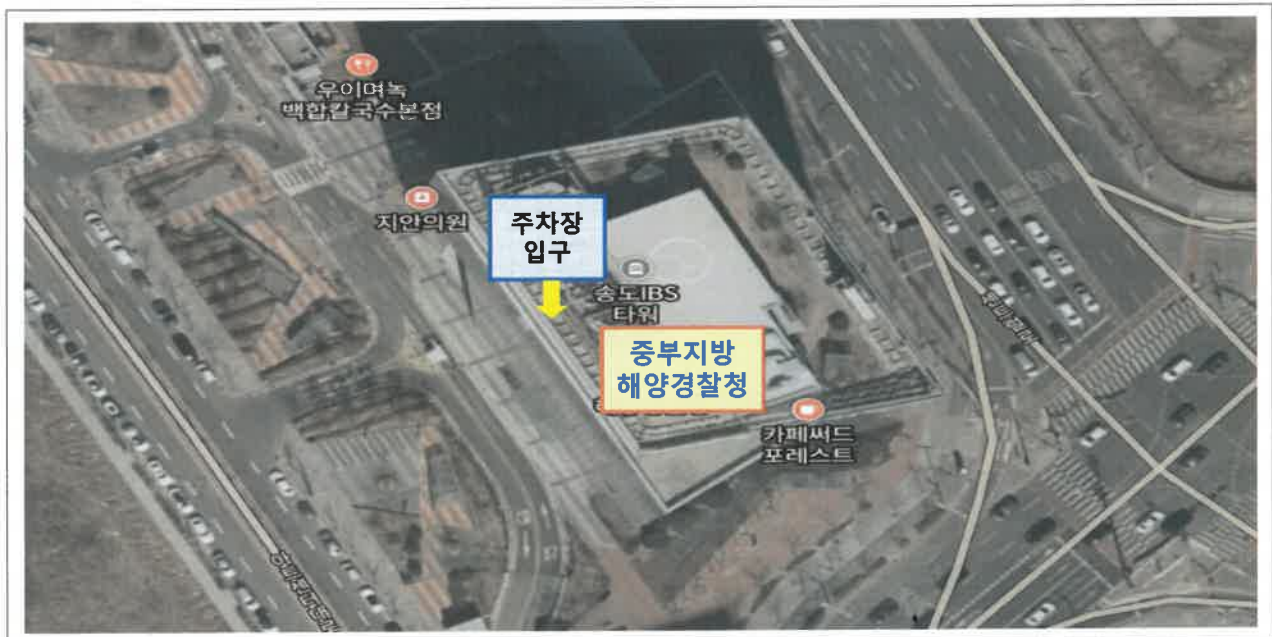 우이며녹
백합칼국수본점
지안의원
주차장
입구
송도IBS
타워
중부지방
해양경찰청
카페써드
포레스트